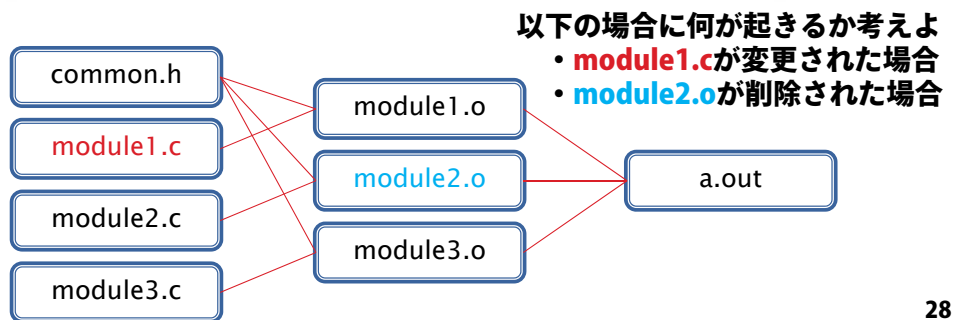 以下の場合に何が起きるか考えよ
・module1.cが変更された場合
・module2.oが削除された場合
common.h
module1.c
module2.c
module3.c
module1.o
module2.o
module3.o
a.out
28